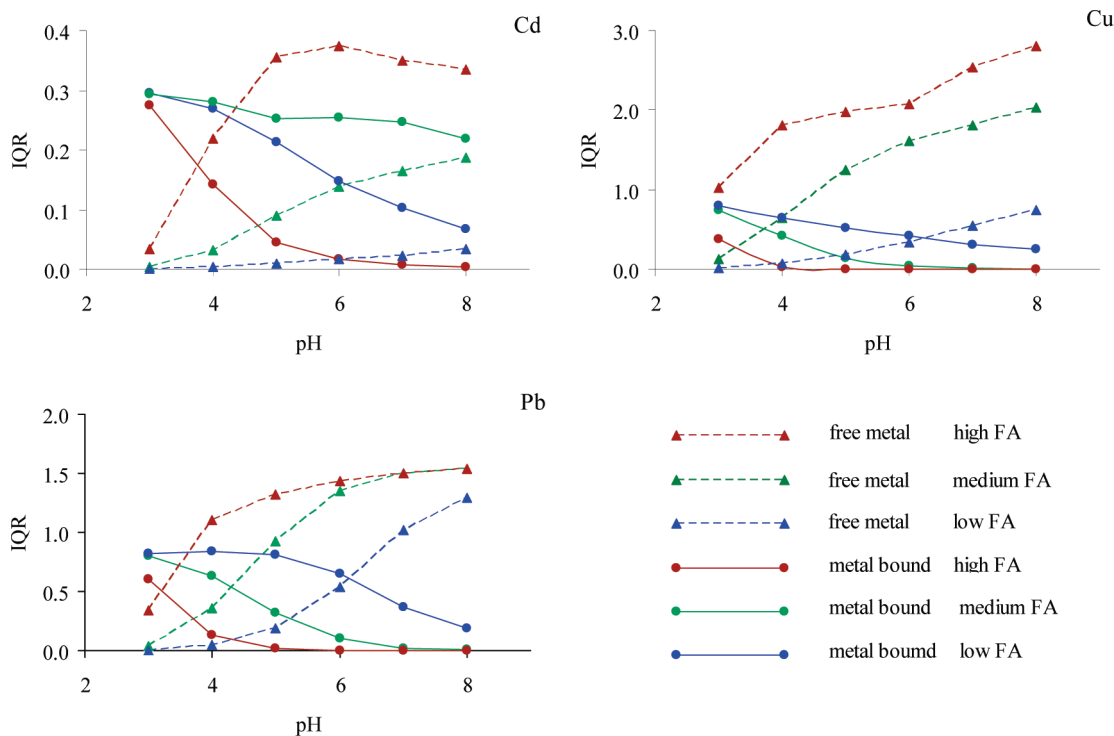 Cd
0.4
0.3
0.2
0.1
0.0
IQR
2 4 6 8
pH
Cu
3.0
2.0
1.0
0.0
IQR
2 4 6 8
pH
Pb
2.0
1.5
1.0
0.5
0.0
IQR
2 4 6 8
pH
free metal high FA
free metal medium FA
free metal low FA
metal bound high FA
metal bound medium FA
metal boumd low FA